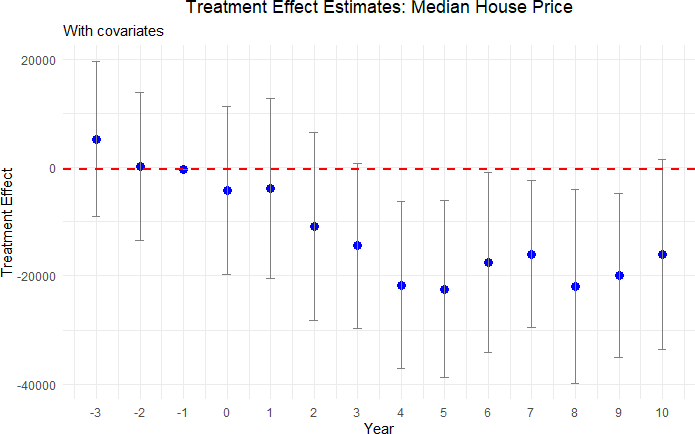 Treatment Effect Estimates: Median House Price
With covariates
20000
0
-20000
-40000
Treatment Effect
-3 -2 -1 0 1 2 3 4 5 6 7 8 9 10
Year